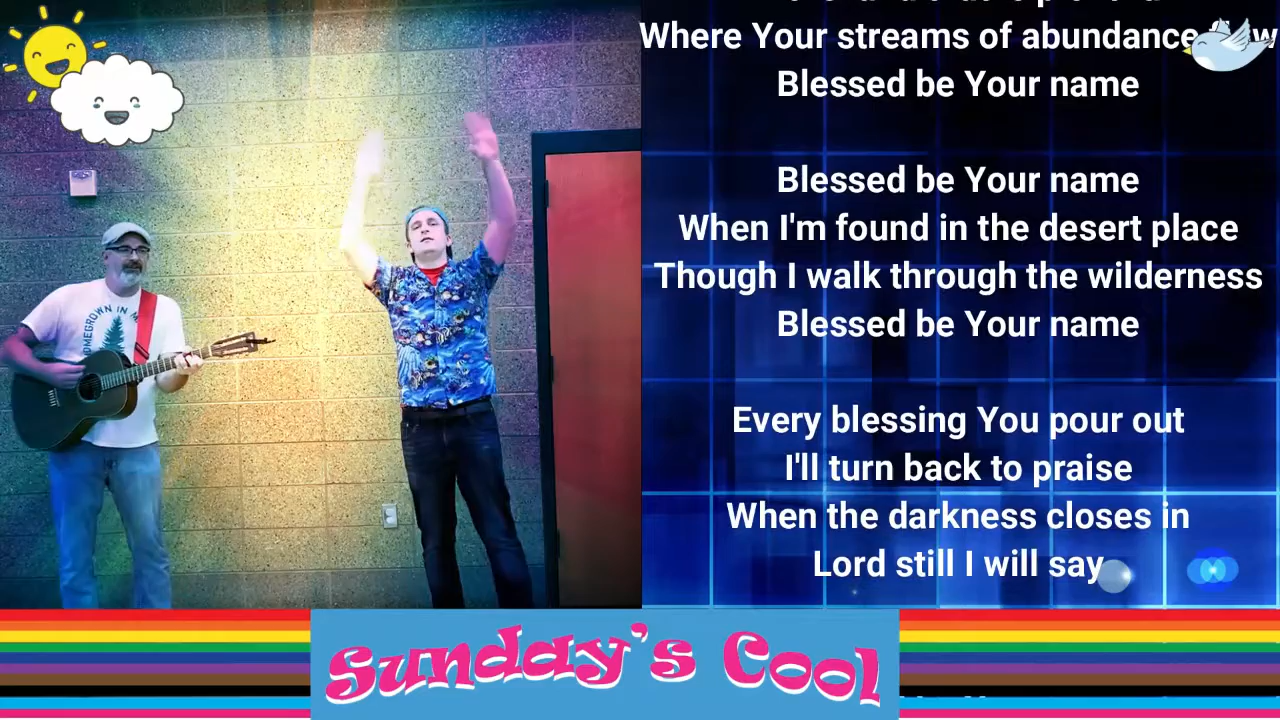 HOMEGROWN IN
Where Your streams of abundance
Blessed be Your name
Blessed be Your name
When I'm found in the desert place
Though I walk through the wilderness
Blessed be Your name
Every blessing You pour out
I'll turn back to praise
When the darkness closes in
Lord still I will say
Sunday's Cool